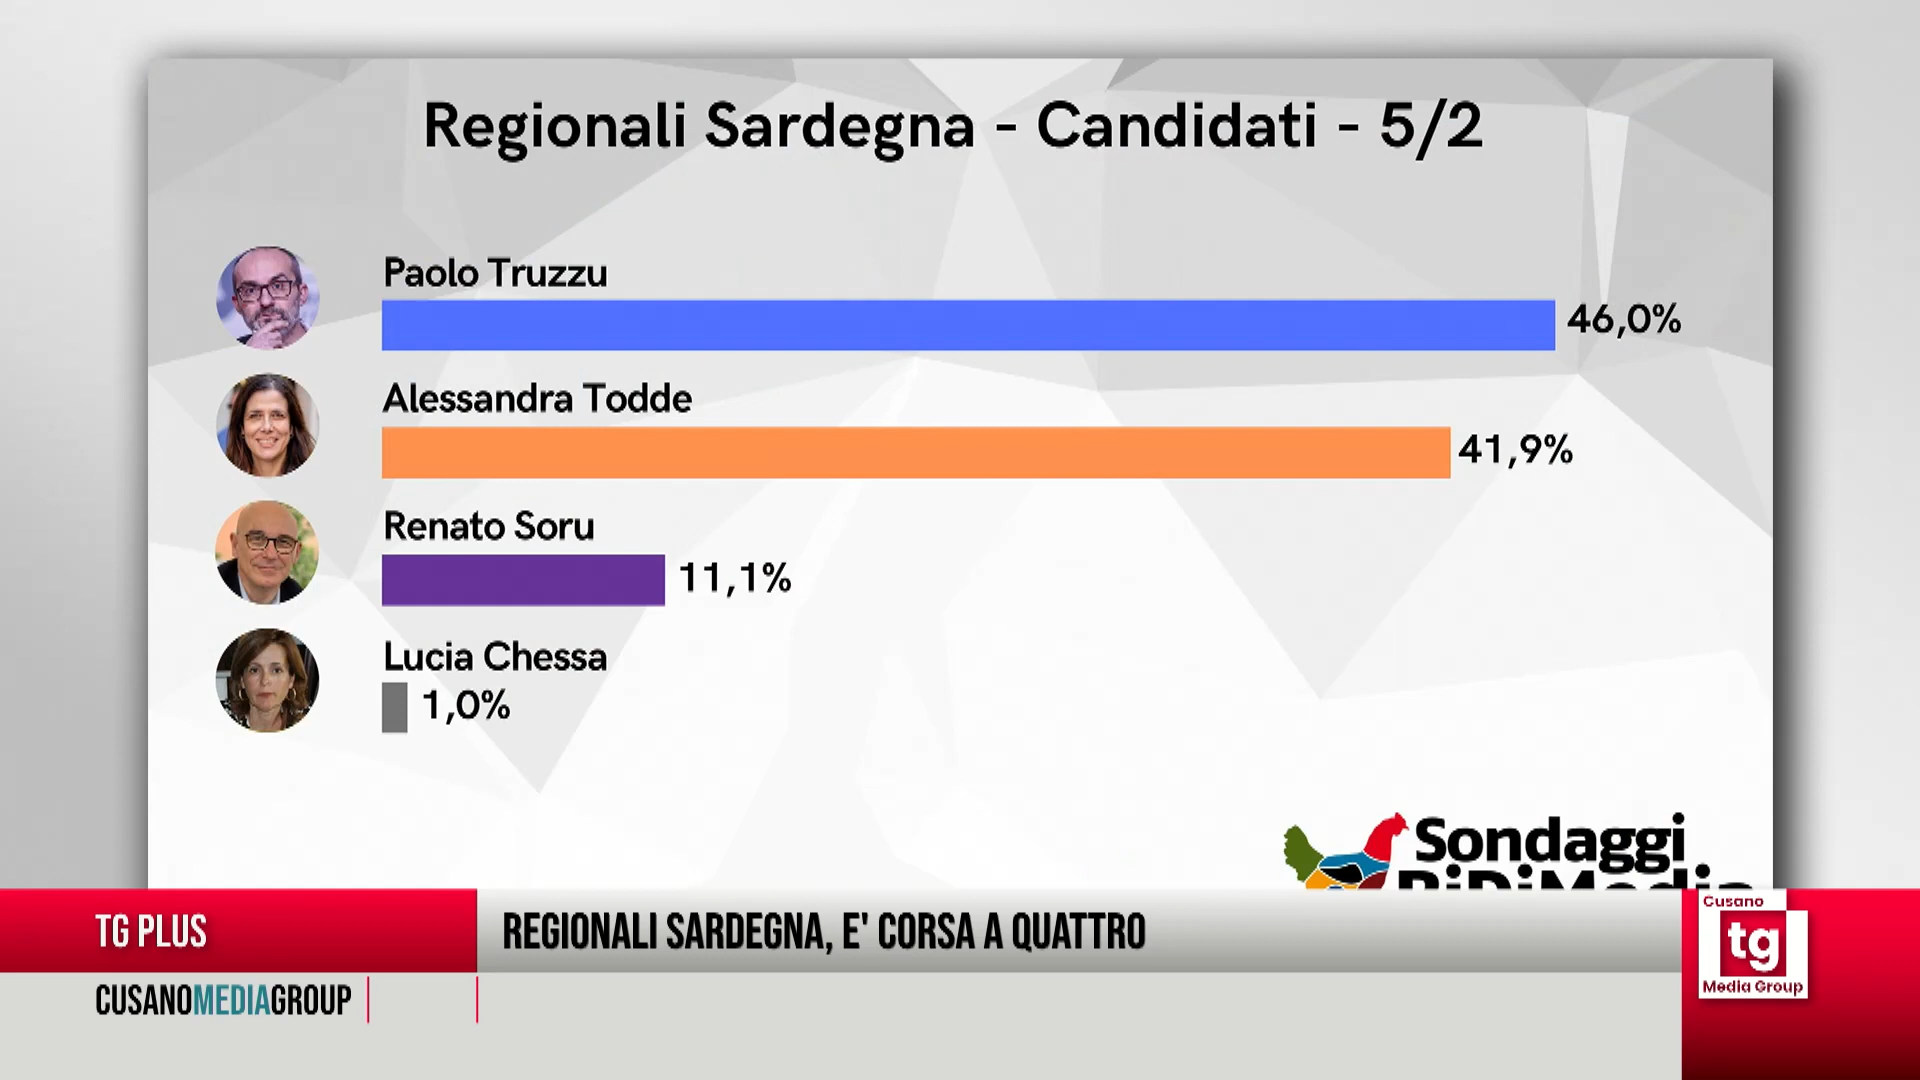 Regionali Sardegna - Candidati - 5/2
Paolo Truzzu
46,0%
Alessandra Todde
41,9%
Renato Soru
11,1%
Lucia Chessa
1,0%
Sondaggi
BiDiMedia
TG PLUS
REGIONALI SARDEGNA, E' CORSA A QUATTRO
CUSANOMEDIAGROUP
Cusano
tg
Media Group